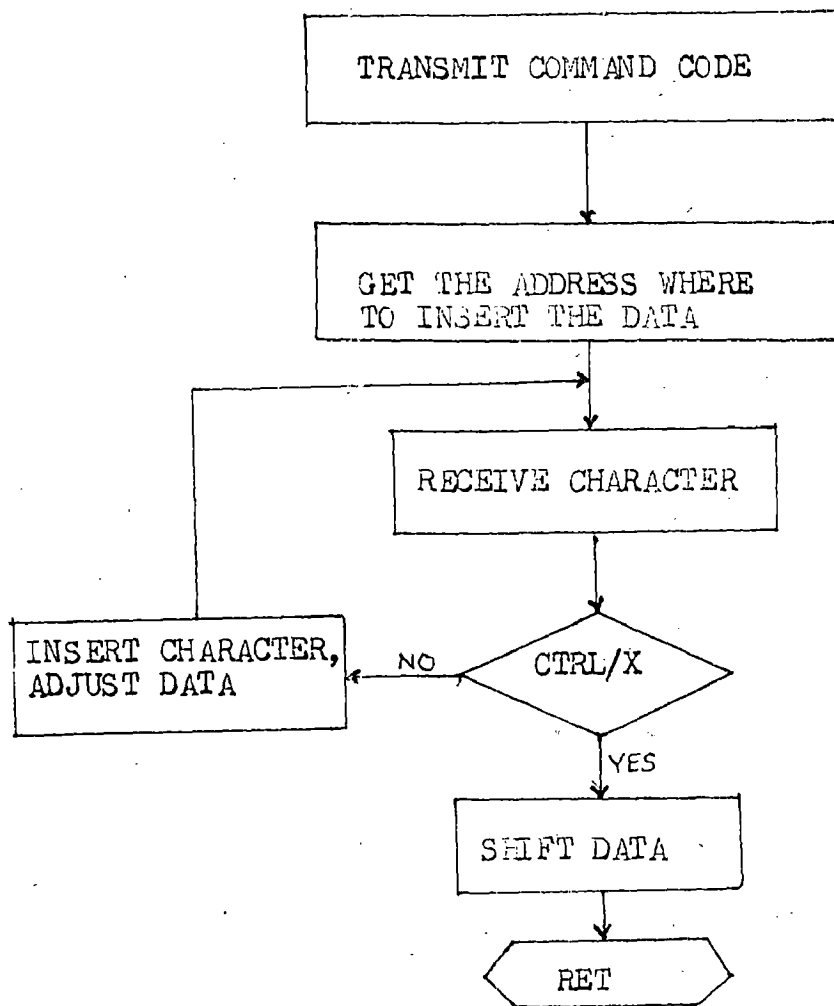 TRANSMIT COMMAND CODE
GET THE ADDRESS WHERE
TO INSERT THE DATA
RECEIVE CHARACTER
INSERT CHARACTER,
ADJUST DATA
NO
CTRL/X
YES
SHIFT DATA
RET